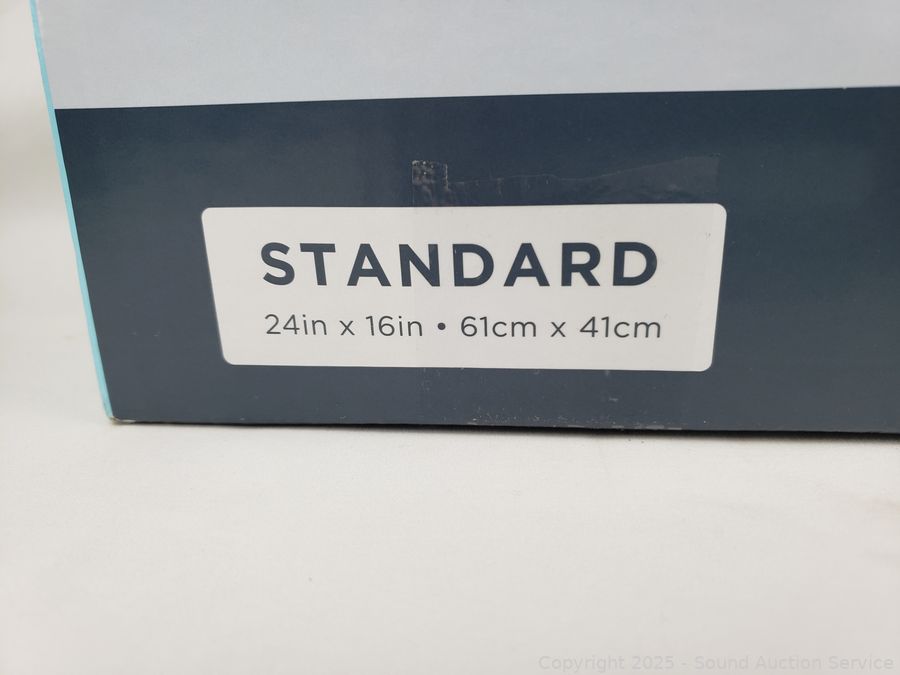 STANDARD
24in x 16in • 61cm x 41cm
Copyright 2025 - Sound Auction Service